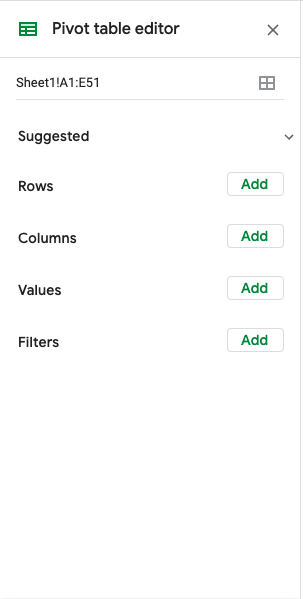 Pivot table editor
Sheet1!A1:E51
Suggested
Rows Add
Columns Add
Values Add
Filters Add